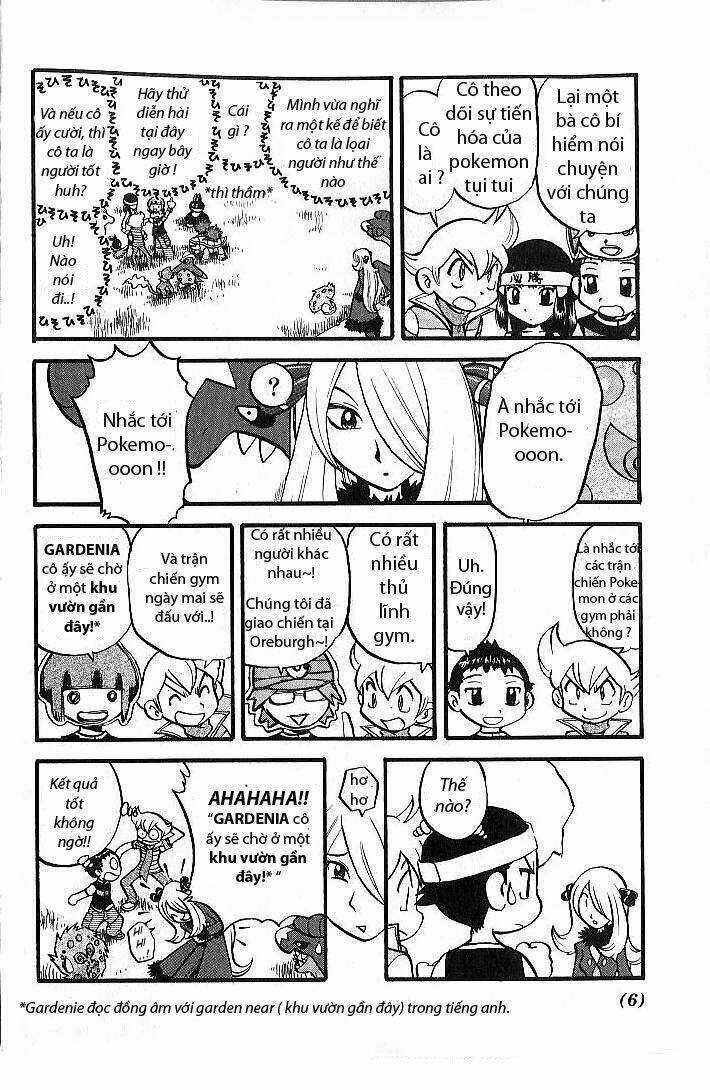 Lại một
bà cô bí
hiểm nói
chuyện
với chúng
ta
Cô theo
dõi sự tiến
hóa của
pokemon
tụi tui
Cô
là
ai ?
Mình vừa nghĩ
ra một kế để biết
cô ta là lọai
người như thế
nào
Cái
gì ?
*thì thầm*
Hãy thử
diễn hài
tại đây
ngay bây
giờ !
Và nếu cô
ấy cười, thì
cô ta là
người tốt
huh?
Uh!
Nào
nói
đi..!
必勝
À nhắc tới
Pokemo-
ooon.
?
Nhắc tới
Pokemo-
ooon !!
Là nhắc tới
các trận
chiến Poke-
mon ở các
gym phải
không ?
Uh.
Đúng
vậy!
Có rất
nhiều
thủ
lĩnh
gym.
Có rất nhiều
người khác
nhau~!
Chúng tôi đã
giao chiến tại
Oreburgh~!
Và trận
chiến gym
ngày mai sẽ
đấu với..!
GARDENIA
cô ấy sẽ chờ
ở một khu
vườn gần
đây!*
Thế
nào?
hơ
hơ
AHAHAHA!!
"GARDENIA cô
ấy sẽ chờ ở một
khu vườn gần
đây!* "
Kết quả
tốt
không
ngờ!!
Hi!
Hi!
*Gardenie đọc đồng âm với garden near ( khu vườn gần đây) trong tiếng anh.
(6)